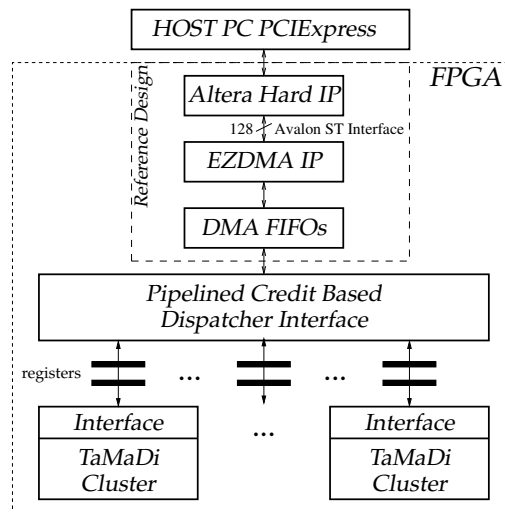 HOST PC PCIExpress
FPGA
Reference Design
Altera Hard IP
128 Avalon ST Interface
EZDMA IP
DMA FIFOs
Pipelined Credit Based
Dispatcher Interface
registers
... ...
...
Interface
TaMaDi
Cluster
Interface
TaMaDi
Cluster